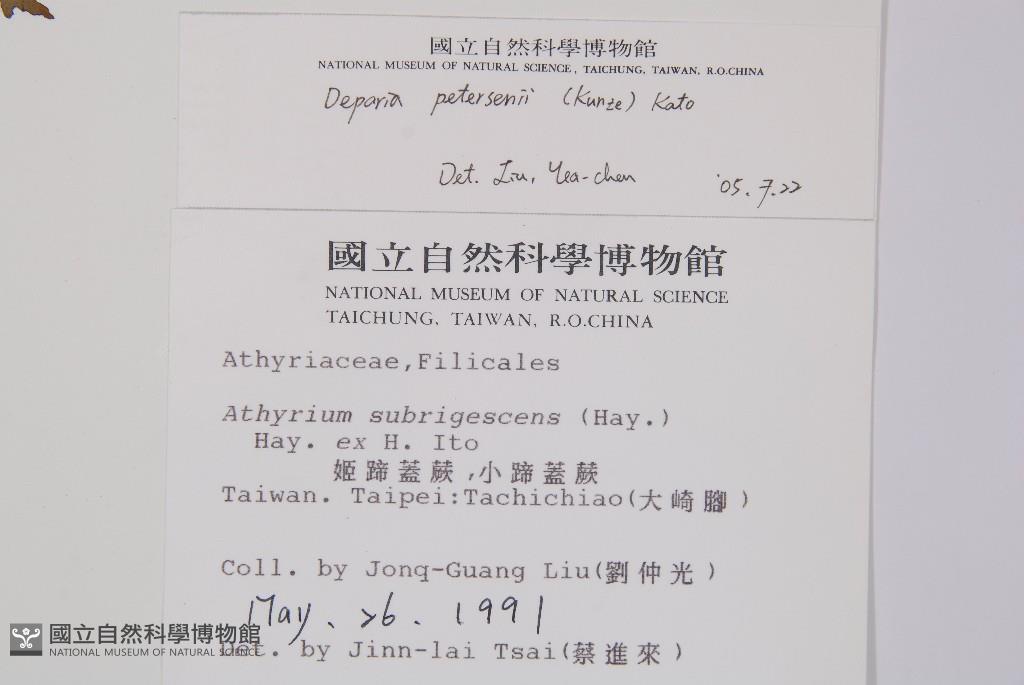 國立自然科學博物館
NATIONAL MUSEUM OF NATURAL SCIENCE, TAICHUNG, TAIWAN, R.O.CHINA
Deparia petersenii (Kunze) Kato
Det. Liu, Yea-chen '05.7.22
國立自然科學博物館
NATIONAL MUSEUM OF NATURAL SCIENCE
TAICHUNG, TAIWAN, R.O.CHINA
Athyriaceae,Filicales
Athyrium subrigescens (Hay.)
Hay. ex H. Ito
姬蹄蓋蕨,小蹄蓋蕨
Taiwan. Taipei:Tachichiao(大崎腳)
Coll. by Jonq-Guang Liu(劉仲光)
May. 26. 1991
Det. by Jinn-lai Tsai(蔡進來)
國立自然科學博物館
NATIONAL MUSEUM OF NATURAL SCIENCE